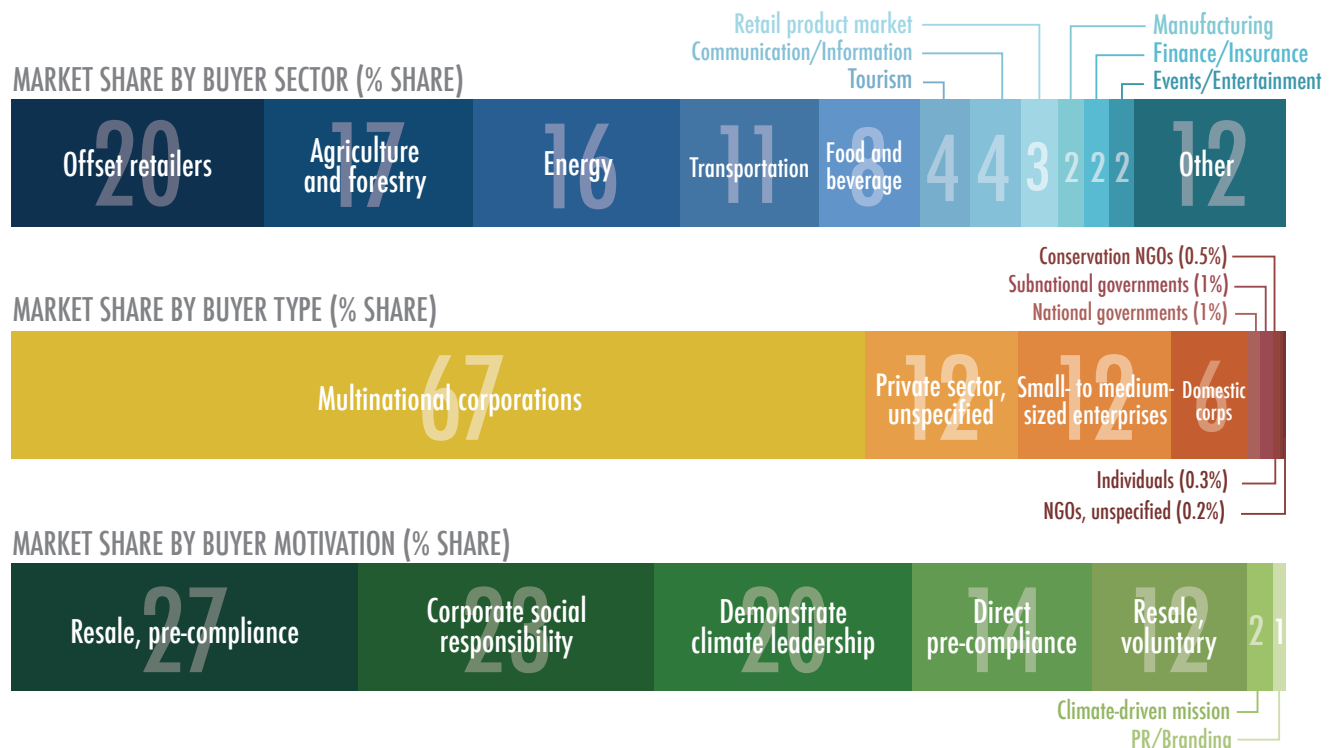 Retail product market
Manufacturing
Communication/Information
Finance/Insurance
Tourism
Events/Entertainment
MARKET SHARE BY BUYER SECTOR (% SHARE)
20
Offset retailers
17
Agriculture
and forestry
16
Energy
11
Transportation
8
Food and
beverage
4
4
3
2
2
2
12
Other
Conservation NGOs (0.5%)
Subnational governments (1%)
National governments (1%)
MARKET SHARE BY BUYER TYPE (% SHARE)
67
Multinational corporations
12
Private sector,
unspecified
12
Small- to medium-
sized enterprises
6
Domestic
corps
Individuals (0.3%)
NGOs, unspecified (0.2%)
MARKET SHARE BY BUYER MOTIVATION (% SHARE)
27
Resale, pre-compliance
23
Corporate social
responsibility
20
Demonstrate
climate leadership
14
Direct
pre-compliance
12
Resale,
voluntary
2
1
Climate-driven mission
PR/Branding